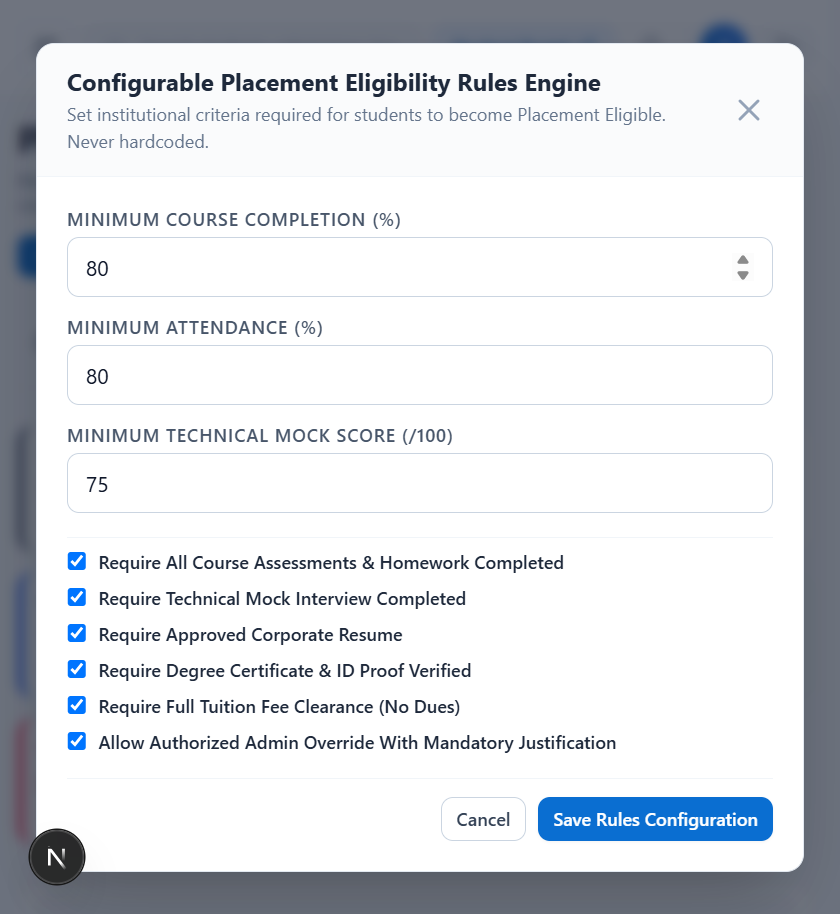 Configurable Placement Eligibility Rules Engine
Set institutional criteria required for students to become Placement Eligible.
Never hardcoded.
MINIMUM COURSE COMPLETION (%)
80
MINIMUM ATTENDANCE (%)
80
MINIMUM TECHNICAL MOCK SCORE (/100)
75
Require All Course Assessments & Homework Completed
Require Technical Mock Interview Completed
Require Approved Corporate Resume
Require Degree Certificate & ID Proof Verified
Require Full Tuition Fee Clearance (No Dues)
Allow Authorized Admin Override With Mandatory Justification
Cancel
Save Rules Configuration
N